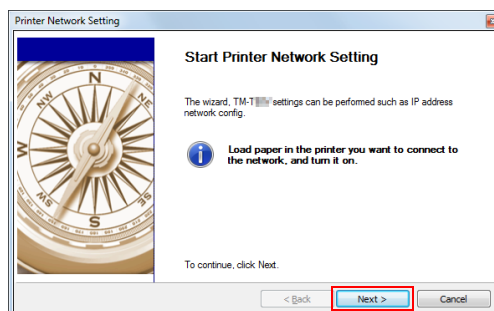 Printer Network Setting
Start Printer Network Setting
The wizard, TM-T settings can be performed such as IP address
network config.
Load paper in the printer you want to connect to
the network, and turn it on.
To continue, click Next.
< Back Next > Cancel
N
NE
NW
S